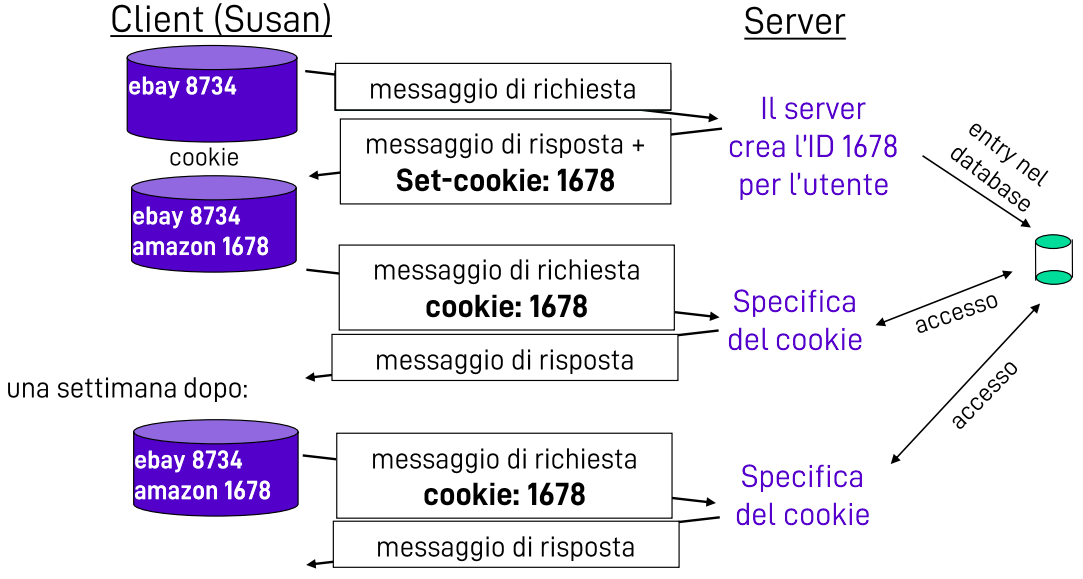 Client (Susan)
Server
ebay 8734
messaggio di richiesta
Il server
crea l'ID 1678
per l'utente
cookie
messaggio di risposta +
Set-cookie: 1678
entry nel
database
ebay 8734
amazon 1678
messaggio di richiesta
cookie: 1678
Specifica
del cookie
accesso
messaggio di risposta
una settimana dopo:
accesso
ebay 8734
amazon 1678
messaggio di richiesta
cookie: 1678
Specifica
del cookie
messaggio di risposta